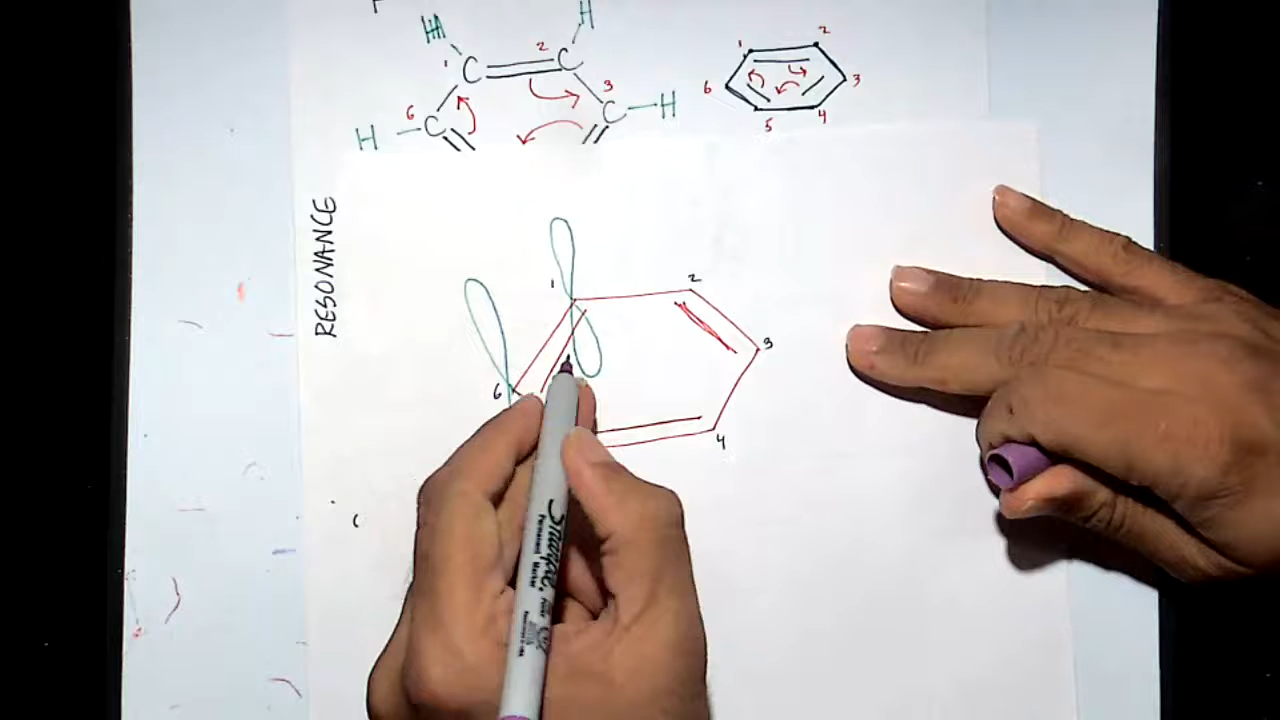 H H
1 C = 2 C
6 C 3 C - H
H
1 2
6 3
5 4
RESONANCE
1 2
6 3
4
Sharpie
Permanent Marker